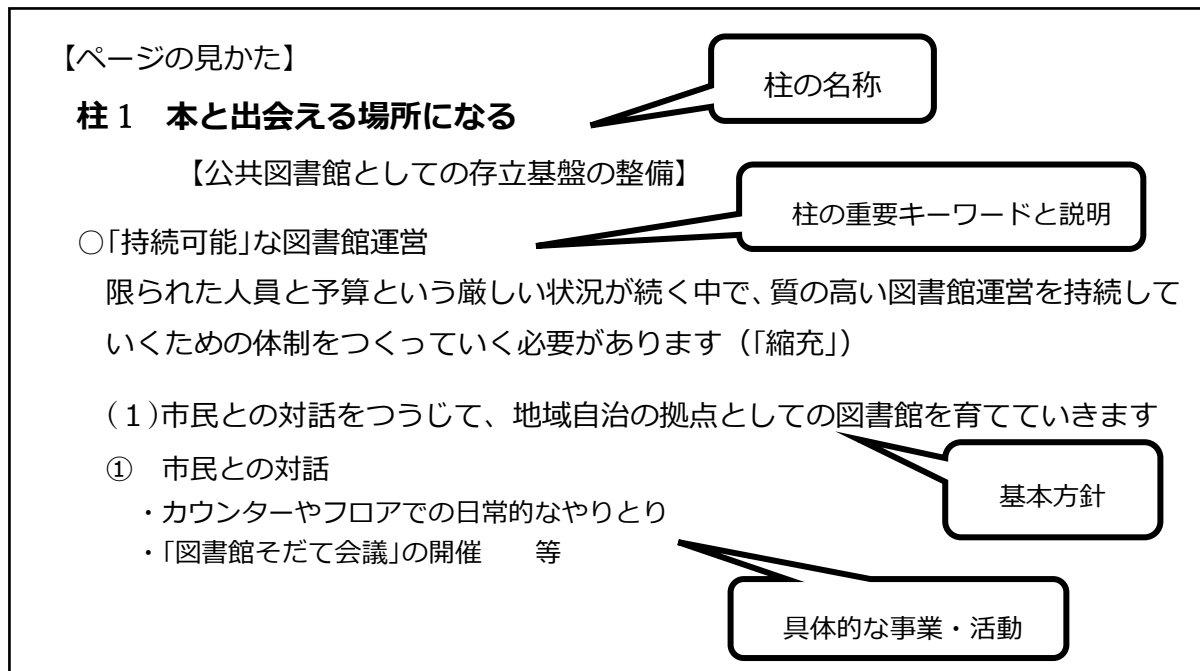 【ページの見かた】
柱の名称
柱1　本と出会える場所になる
【公共図書館としての存立基盤の整備】
柱の重要キーワードと説明
○「持続可能」な図書館運営
限られた人員と予算という厳しい状況が続く中で、質の高い図書館運営を持続して
いくための体制をつくっていく必要があります（「縮充」）
(１)市民との対話をつうじて、地域自治の拠点としての図書館を育てていきます
①　市民との対話
基本方針
・カウンターやフロアでの日常的なやりとり
・「図書館そだて会議」の開催　　等
具体的な事業・活動